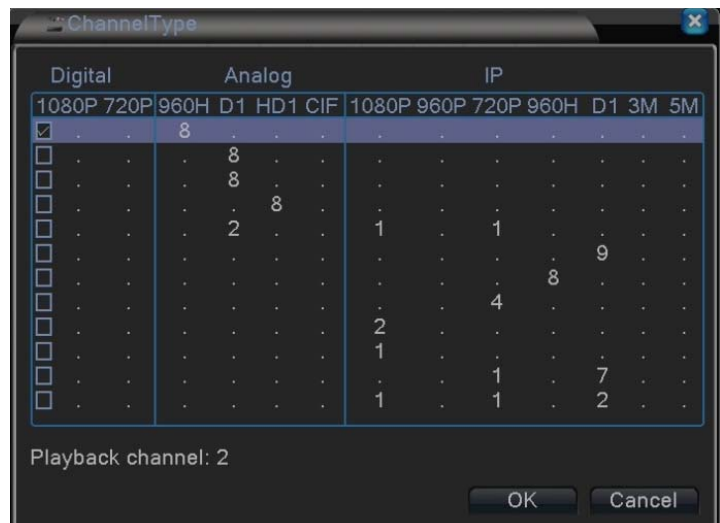 ChannelType
Digital Analog IP
1080P 720P 960H D1 HD1 CIF 1080P 960P 720P 960H D1 3M 5M
. . 8 . . . . . . . . . .
. . . 8 . . . . . . . . .
. . . 8 . . . . . . . . .
. . . . 8 . . . . . . . .
. . . 2 . . 1 . 1 . . . .
. . . . . . . . . . 9 . .
. . . . . . . . . 8 . . .
. . . . . . . . 4 . . . .
. . . . . . 2 . . . . . .
. . . . . . 1 . . . . . .
. . . . . . . . 1 . 7 . .
. . . . . . 1 . 1 . 2 . .
Playback channel: 2
OK Cancel